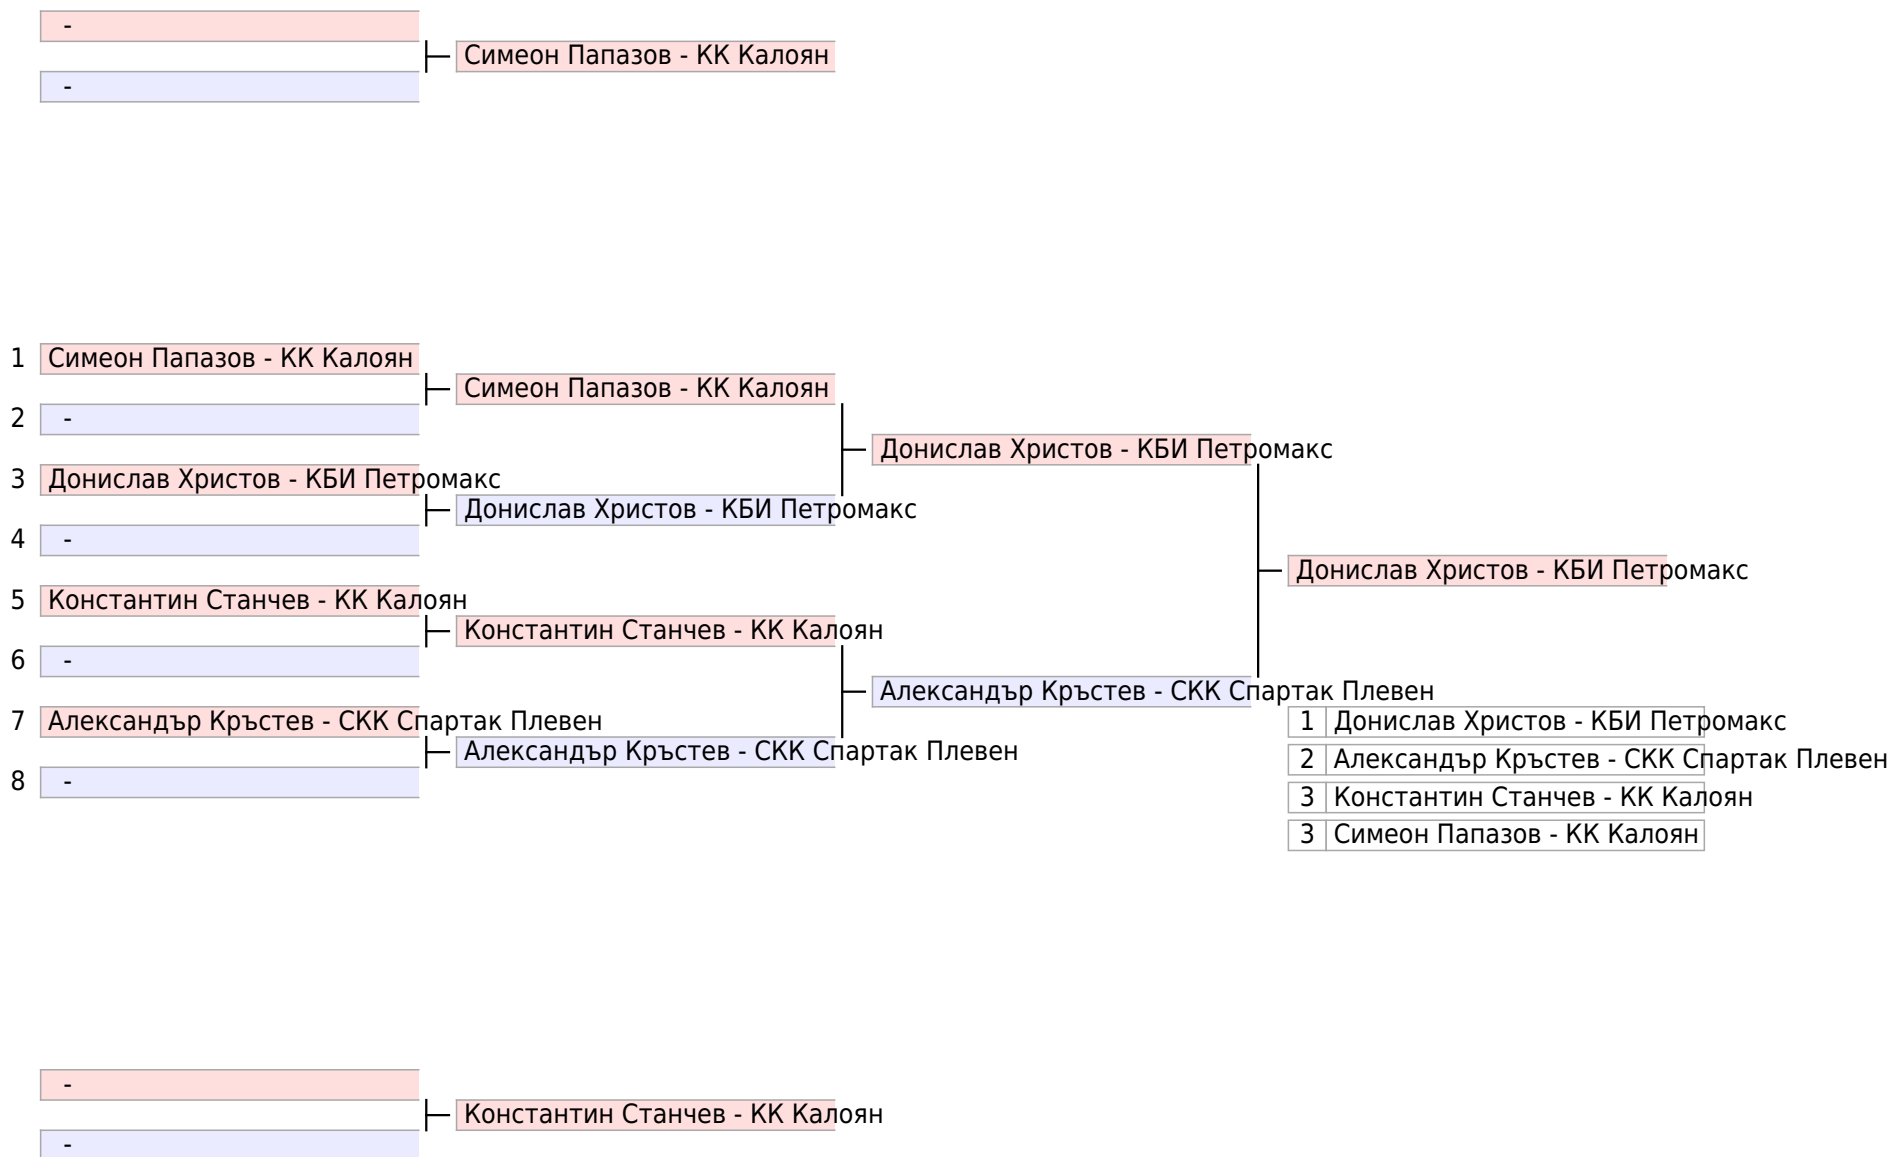 -
Симеон Папазов - КК Калоян
-
1 Симеон Папазов - КК Калоян
Симеон Папазов - КК Калоян
2 -
Донислав Христов - КБИ Петромакс
3 Донислав Христов - КБИ Петромакс
Донислав Христов - КБИ Петромакс
4 -
Донислав Христов - КБИ Петромакс
5 Константин Станчев - КК Калоян
Константин Станчев - КК Калоян
6 -
Александър Кръстев - СКК Спартак Плевен
7 Александър Кръстев - СКК Спартак Плевен
Александър Кръстев - СКК Спартак Плевен
8 -
1 Донислав Христов - КБИ Петромакс
2 Александър Кръстев - СКК Спартак Плевен
3 Константин Станчев - КК Калоян
3 Симеон Папазов - КК Калоян
-
Константин Станчев - КК Калоян
-